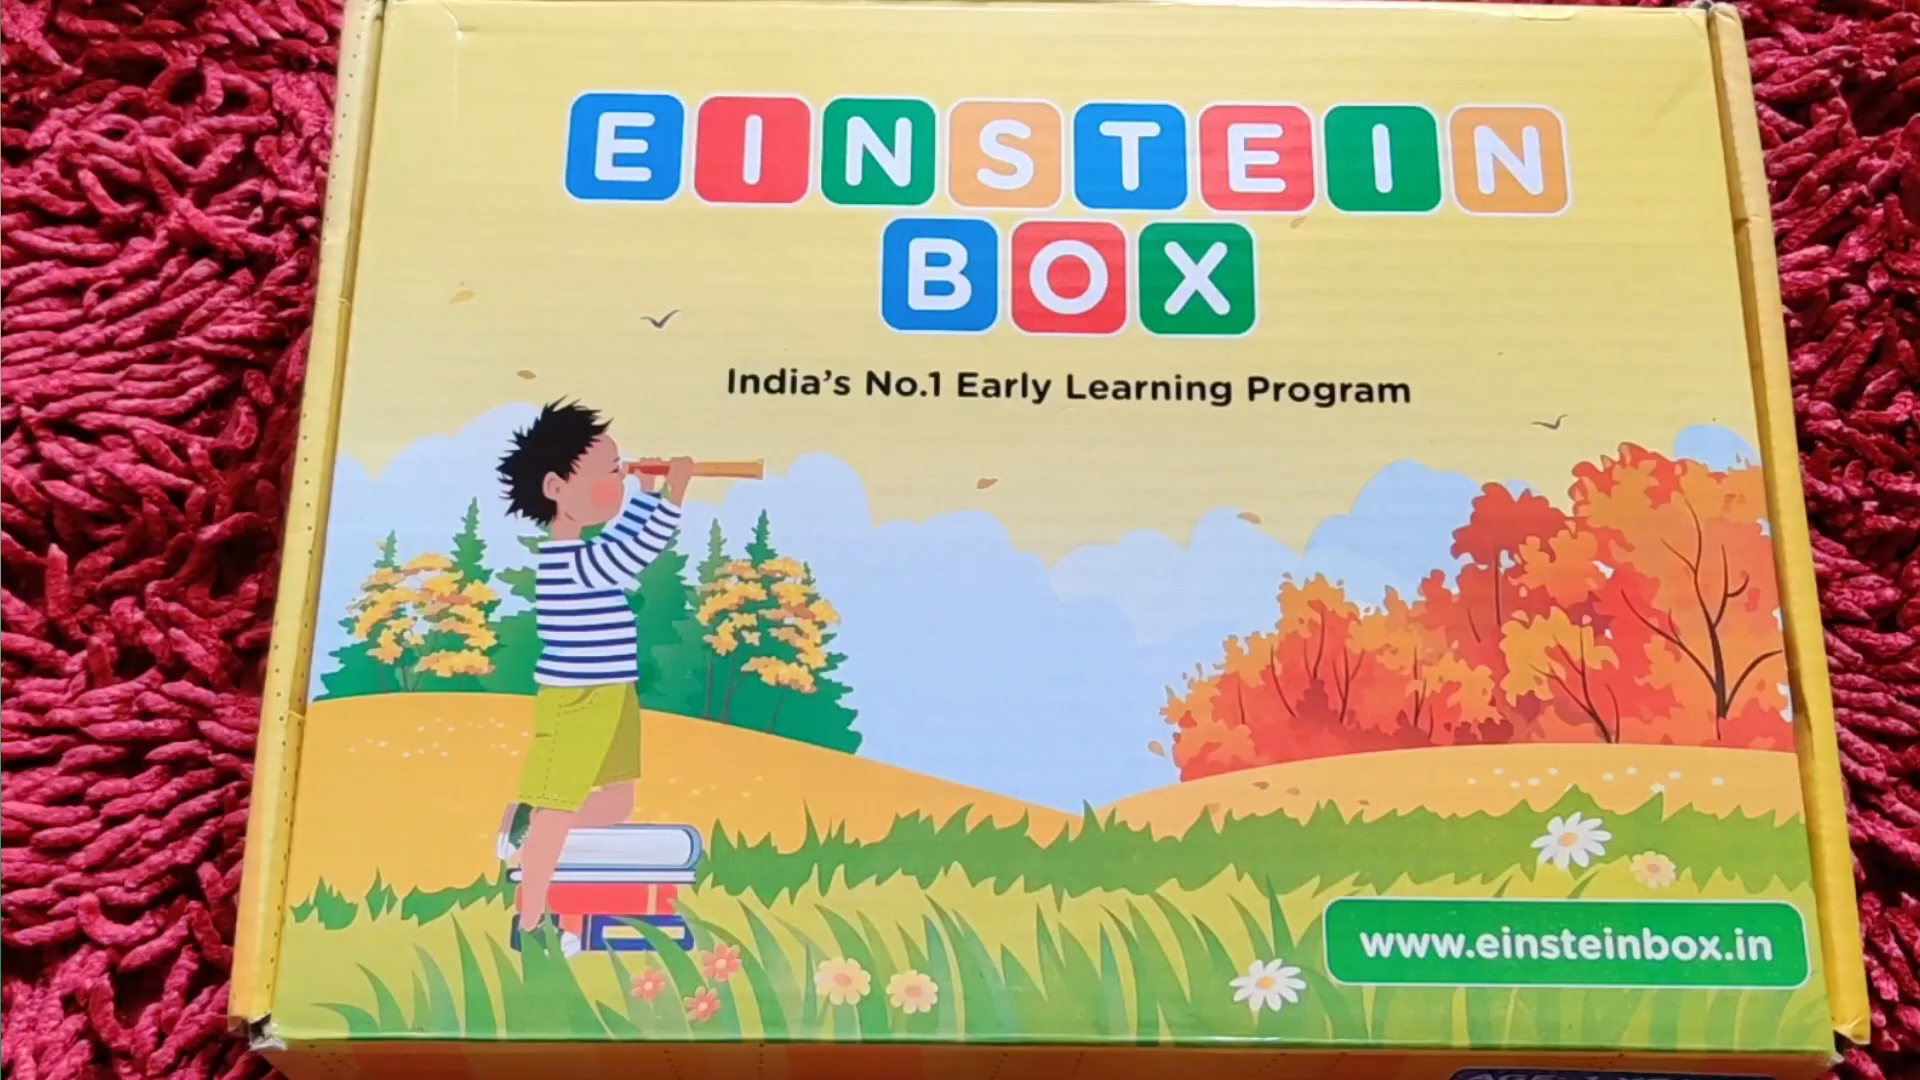 EINSTEIN
BOX
India's No.1 Early Learning Program
www.einsteinbox.in